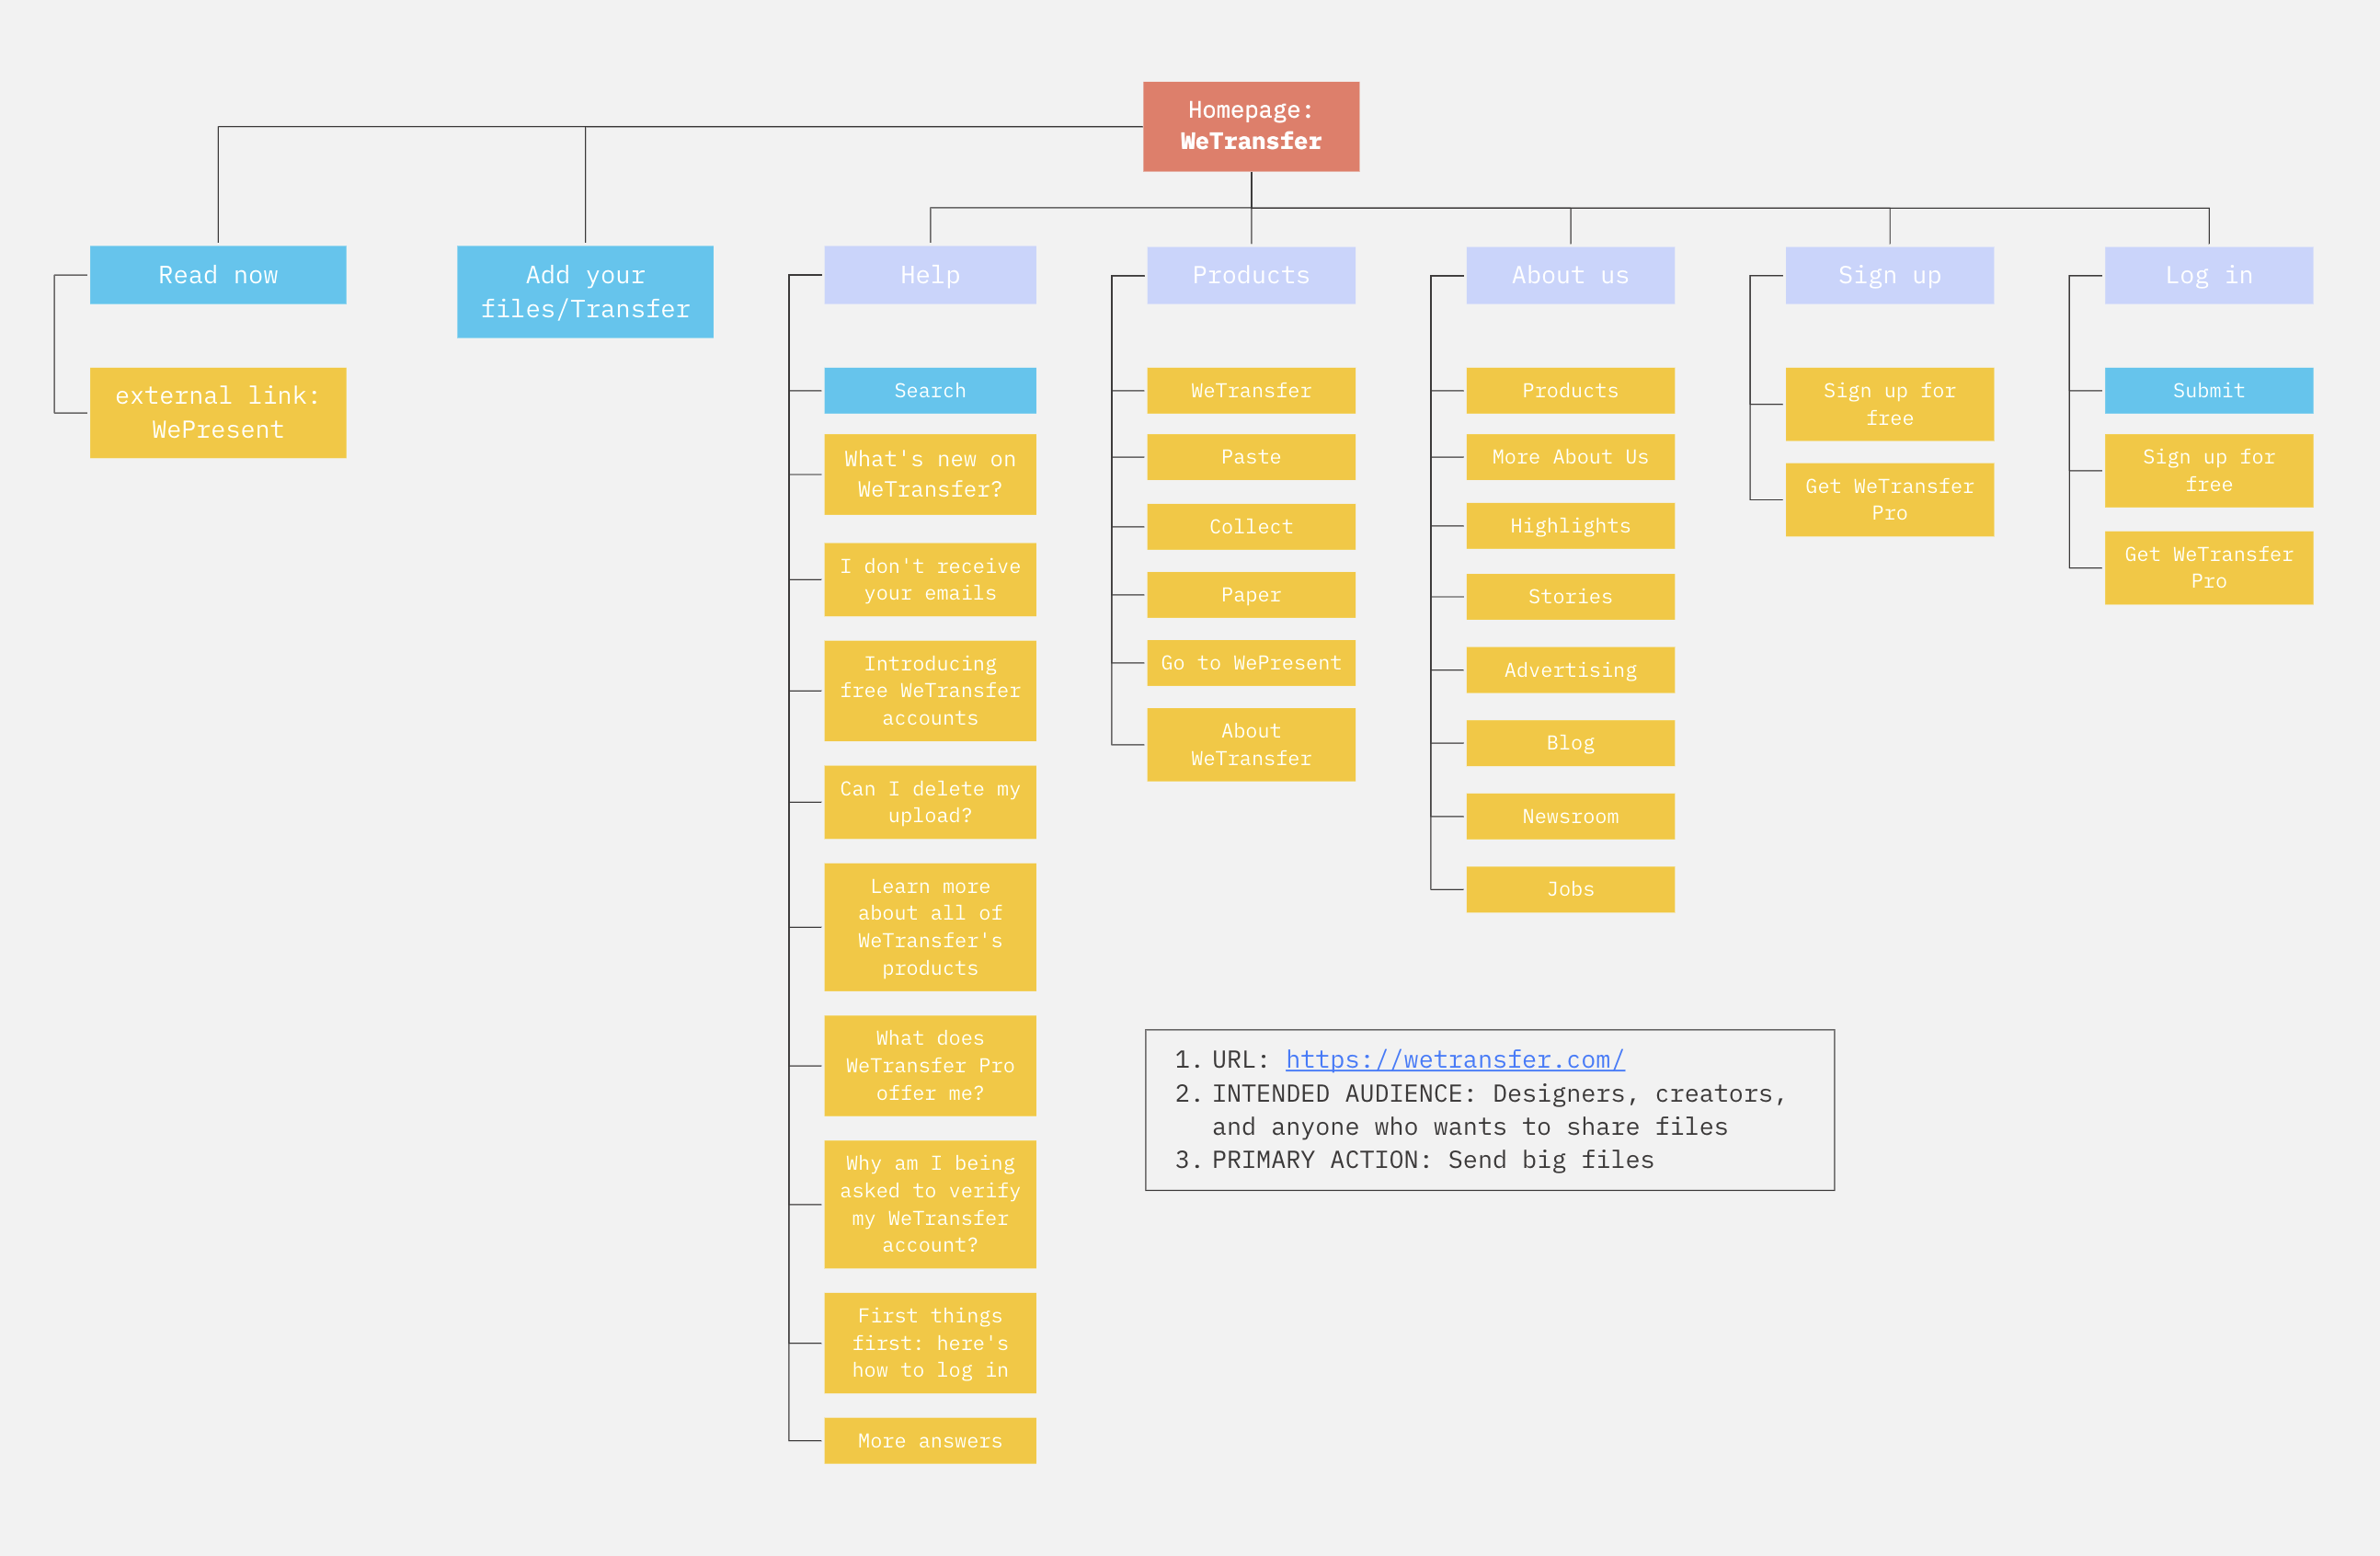 Homepage:
WeTransfer
Read now
external link:
WePresent
Add your
files/Transfer
Help
Search
What's new on
WeTransfer?
I don't receive
your emails
Introducing
free WeTransfer
accounts
Can I delete my
upload?
Learn more
about all of
WeTransfer's
products
What does
WeTransfer Pro
offer me?
Why am I being
asked to verify
my WeTransfer
account?
First things
first: here's
how to log in
More answers
Products
WeTransfer
Paste
Collect
Paper
Go to WePresent
About
WeTransfer
About us
Products
More About Us
Highlights
Stories
Advertising
Blog
Newsroom
Jobs
Sign up
Sign up for
free
Get WeTransfer
Pro
Log in
Submit
Sign up for
free
Get WeTransfer
Pro
1. URL: https://wetransfer.com/
2. INTENDED AUDIENCE: Designers, creators,
and anyone who wants to share files
3. PRIMARY ACTION: Send big files